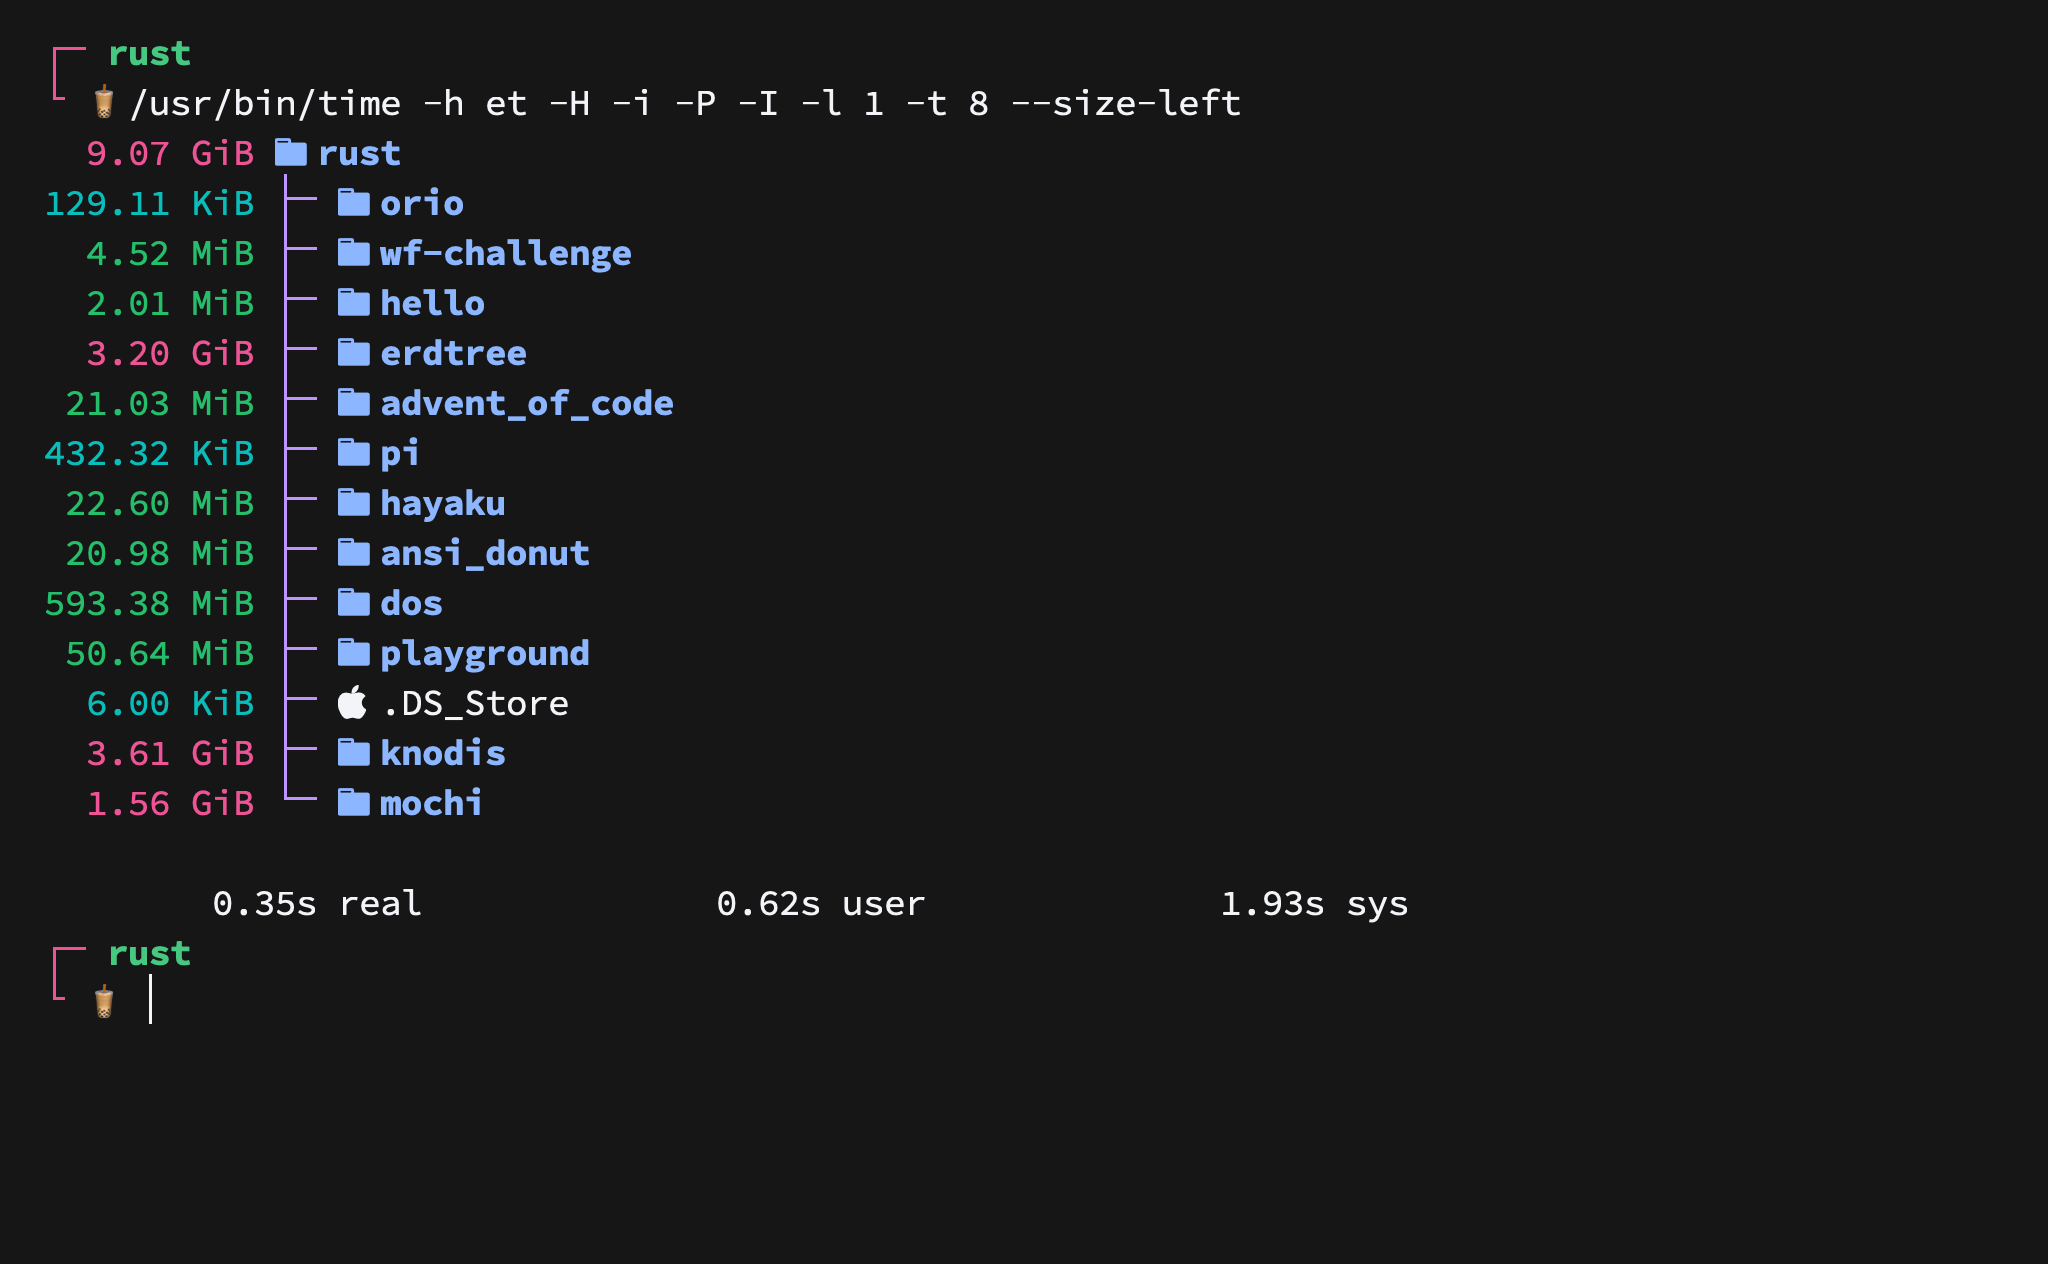 rust
/usr/bin/time -h et -H -i -P -I -l 1 -t 8 --size-left
9.07 GiB rust
129.11 KiB orio
4.52 MiB wf-challenge
2.01 MiB hello
3.20 GiB erdtree
21.03 MiB advent_of_code
432.32 KiB pi
22.60 MiB hayaku
20.98 MiB ansi_donut
593.38 MiB dos
50.64 MiB playground
6.00 KiB .DS_Store
3.61 GiB knodis
1.56 GiB mochi
0.35s real 0.62s user 1.93s sys
rust